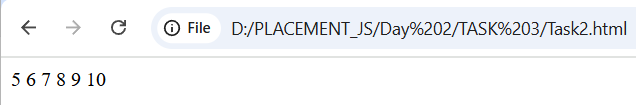 File D:/PLACEMENT_JS/Day%202/TASK%203/Task2.html
5 6 7 8 9 10